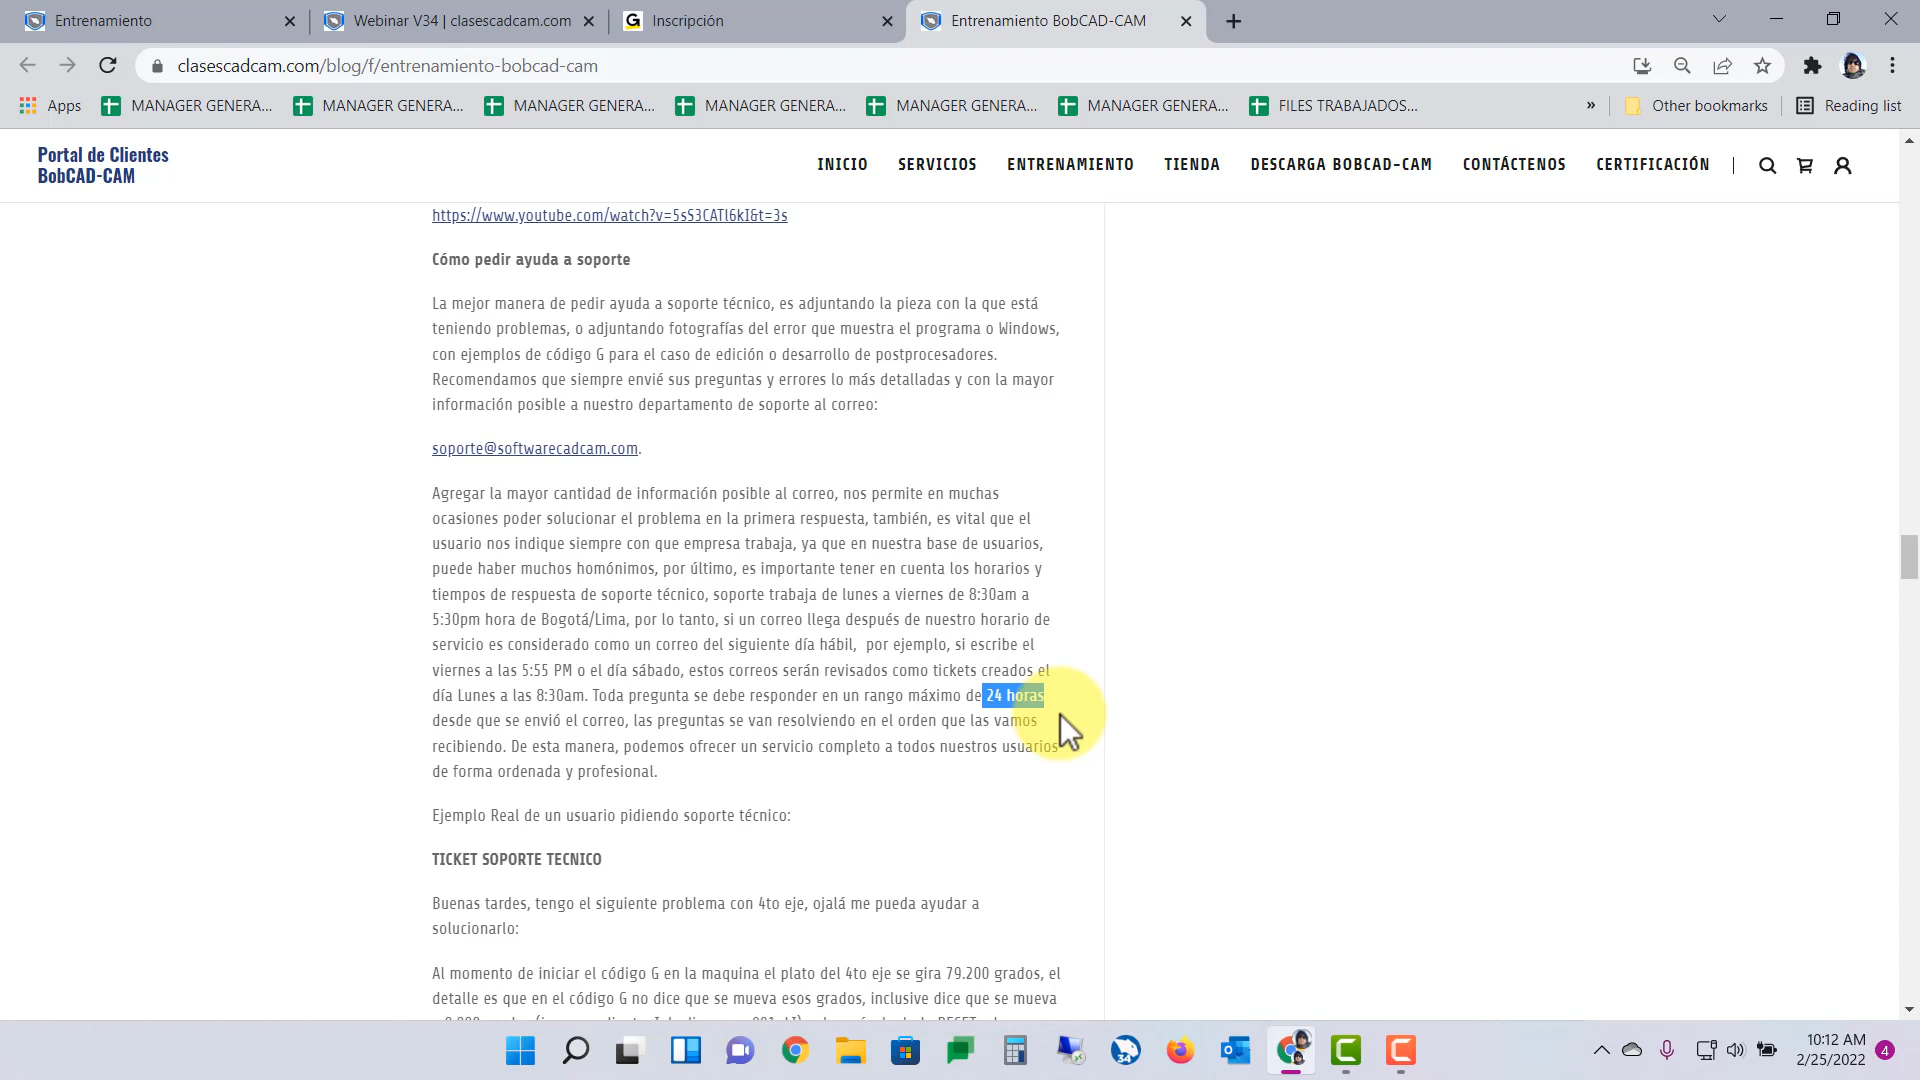 Entrenamiento
Webinar V34 | clasescadcam.com
Inscripción
Entrenamiento BobCAD-CAM
clasescadcam.com/blog/f/entrenamiento-bobcad-cam
Apps
MANAGER GENERA...
MANAGER GENERA...
MANAGER GENERA...
MANAGER GENERA...
MANAGER GENERA...
MANAGER GENERA...
FILES TRABAJADOS...
»
Other bookmarks
Reading list
Portal de Clientes
BobCAD-CAM
INICIO
SERVICIOS
ENTRENAMIENTO
TIENDA
DESCARGA BOBCAD-CAM
CONTÁCTENOS
CERTIFICACIÓN
https://www.youtube.com/watch?v=5sS3CATl6kI&t=3s
Cómo pedir ayuda a soporte
La mejor manera de pedir ayuda a soporte técnico, es adjuntando la pieza con la que está
teniendo problemas, o adjuntando fotografías del error que muestra el programa o Windows,
con ejemplos de código G para el caso de edición o desarrollo de postprocesadores.
Recomendamos que siempre envié sus preguntas y errores lo más detalladas y con la mayor
información posible a nuestro departamento de soporte al correo:
soporte@softwarecadcam.com.
Agregar la mayor cantidad de información posible al correo, nos permite en muchas
ocasiones poder solucionar el problema en la primera respuesta, también, es vital que el
usuario nos indique siempre con que empresa trabaja, ya que en nuestra base de usuarios,
puede haber muchos homónimos, por último, es importante tener en cuenta los horarios y
tiempos de respuesta de soporte técnico, soporte trabaja de lunes a viernes de 8:30am a
5:30pm hora de Bogotá/Lima, por lo tanto, si un correo llega después de nuestro horario de
servicio es considerado como un correo del siguiente día hábil, por ejemplo, si escribe el
viernes a las 5:55 PM o el día sábado, estos correos serán revisados como tickets creados el
día Lunes a las 8:30am. Toda pregunta se debe responder en un rango máximo de 24 horas
desde que se envió el correo, las preguntas se van resolviendo en el orden que las vamos
recibiendo. De esta manera, podemos ofrecer un servicio completo a todos nuestros usuarios
de forma ordenada y profesional.
Ejemplo Real de un usuario pidiendo soporte técnico:
TICKET SOPORTE TECNICO
Buenas tardes, tengo el siguiente problema con 4to eje, ojalá me pueda ayudar a
solucionarlo:
Al momento de iniciar el código G en la maquina el plato del 4to eje se gira 79.200 grados, el
detalle es que en el código G no dice que se mueva esos grados, inclusive dice que se mueva
34
10:12 AM
2/25/2022
4